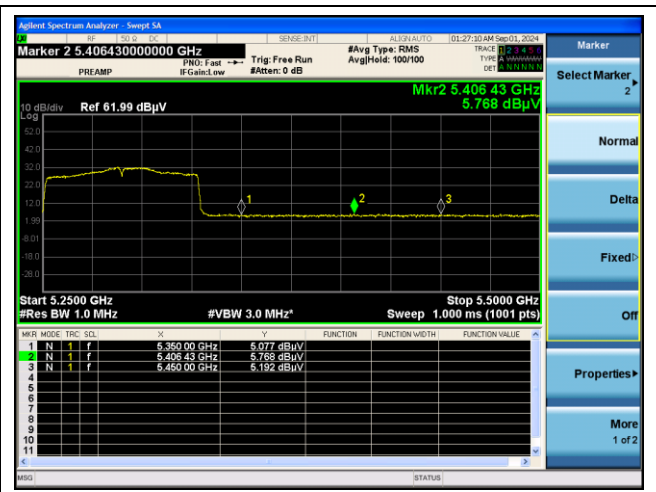 Agilent Spectrum Analyzer - Swept SA
RF 50 Ω DC SENSE:INT ALIGN AUTO 01:27:10 AM Sep 01, 2024
Marker 2 5.406430000000 GHz
PREAMP
PNO: Fast
IFGain:Low
Trig: Free Run
#Atten: 0 dB
#Avg Type: RMS
Avg|Hold: 100/100
TRACE 1 2 3 4 5 6
TYPE A WWWWW
DET A N N N N N
Mkr2 5.406 43 GHz
5.768 dBµV
10 dB/div Ref 61.99 dBµV
Log
52.0
42.0
32.0
22.0
12.0
1.99
-8.01
-18.0
-28.0
1
2
3
Start 5.2500 GHz Stop 5.5000 GHz
#Res BW 1.0 MHz #VBW 3.0 MHz* Sweep 1.000 ms (1001 pts)
MKR MODE TRC SCL X Y FUNCTION FUNCTION WIDTH FUNCTION VALUE
1 N 1 f 5.350 00 GHz 5.077 dBµV
2 N 1 f 5.406 43 GHz 5.768 dBµV
3 N 1 f 5.450 00 GHz 5.192 dBµV
4
5
6
7
8
9
10
11
MSG STATUS
Marker
Select Marker
2
Normal
Delta
Fixed
Off
Properties
More
1 of 2